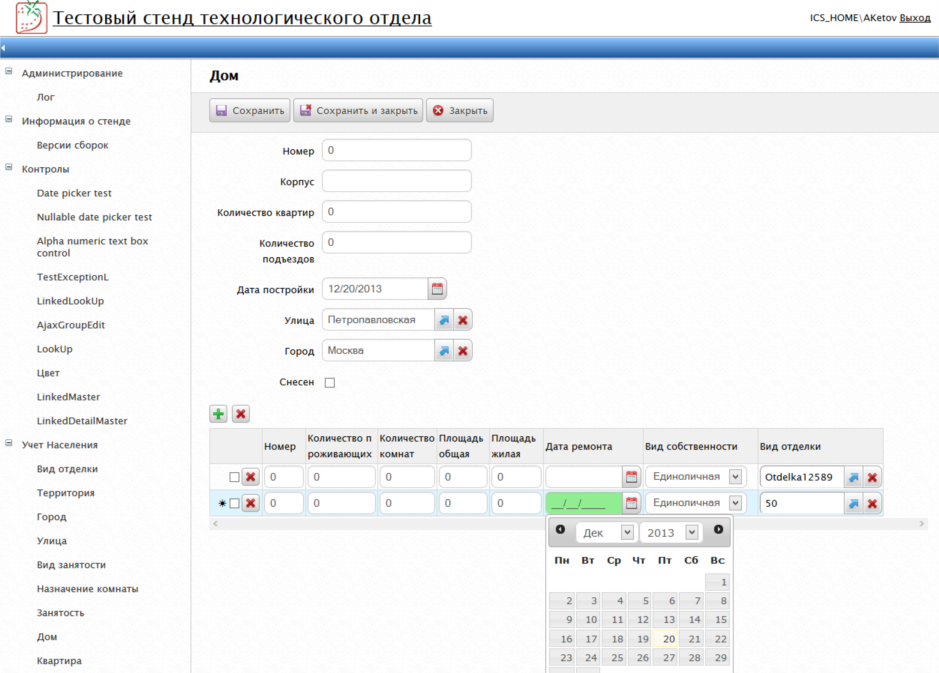 Тестовый стенд технологического отдела
ICS_HOME\AKetov Выход
Администрирование
Лог
Информация о стенде
Версии сборок
Контролы
Date picker test
Nullable date picker test
Alpha numeric text box
control
TestExceptionL
LinkedLookUp
AjaxGroupEdit
LookUp
Цвет
LinkedMaster
LinkedDetailMaster
Учет Населения
Вид отделки
Территория
Город
Улица
Вид занятости
Назначение комнаты
Занятость
Дом
Квартира
Дом
Сохранить Сохранить и закрыть Закрыть
Номер 0
Корпус
Количество квартир 0
Количество 0
подъездов
Дата постройки 12/20/2013
Улица Петропавловская
Город Москва
Снесен
Номер Количество п Количество Площадь Площадь Дата ремонта Вид собственности Вид отделки
роживающих комнат общая жилая
0 0 0 0 0 Единоличная Otdelka12589
0 0 0 0 0 __/__/____ Единоличная 50
Дек 2013
Пн Вт Ср Чт Пт Сб Вс
1
2 3 4 5 6 7 8
9 10 11 12 13 14 15
16 17 18 19 20 21 22
23 24 25 26 27 28 29